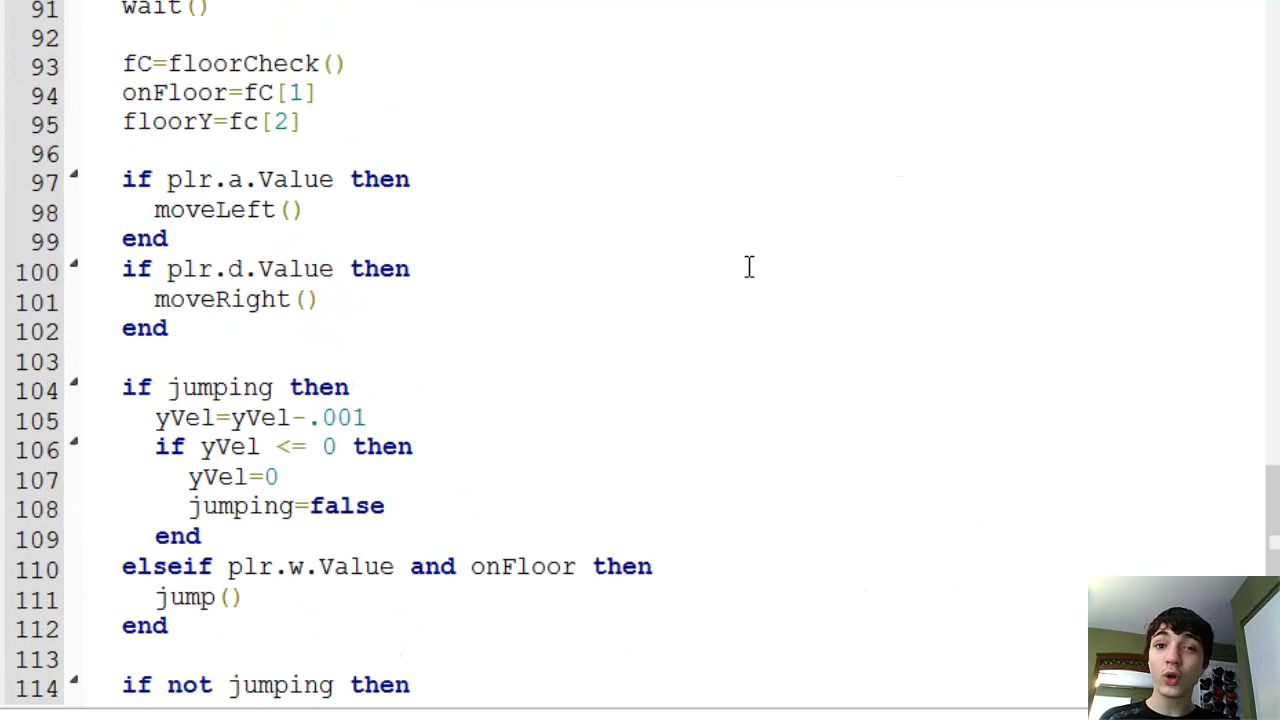 91 wait()
92
93 fC=floorCheck()
94 onFloor=fC[1]
95 floorY=fc[2]
96
97 if plr.a.Value then
98 moveLeft()
99 end
100 if plr.d.Value then
101 moveRight()
102 end
103
104 if jumping then
105 yVel=yVel-.001
106 if yVel <= 0 then
107 yVel=0
108 jumping=false
109 end
110 elseif plr.w.Value and onFloor then
111 jump()
112 end
113
114 if not jumping then